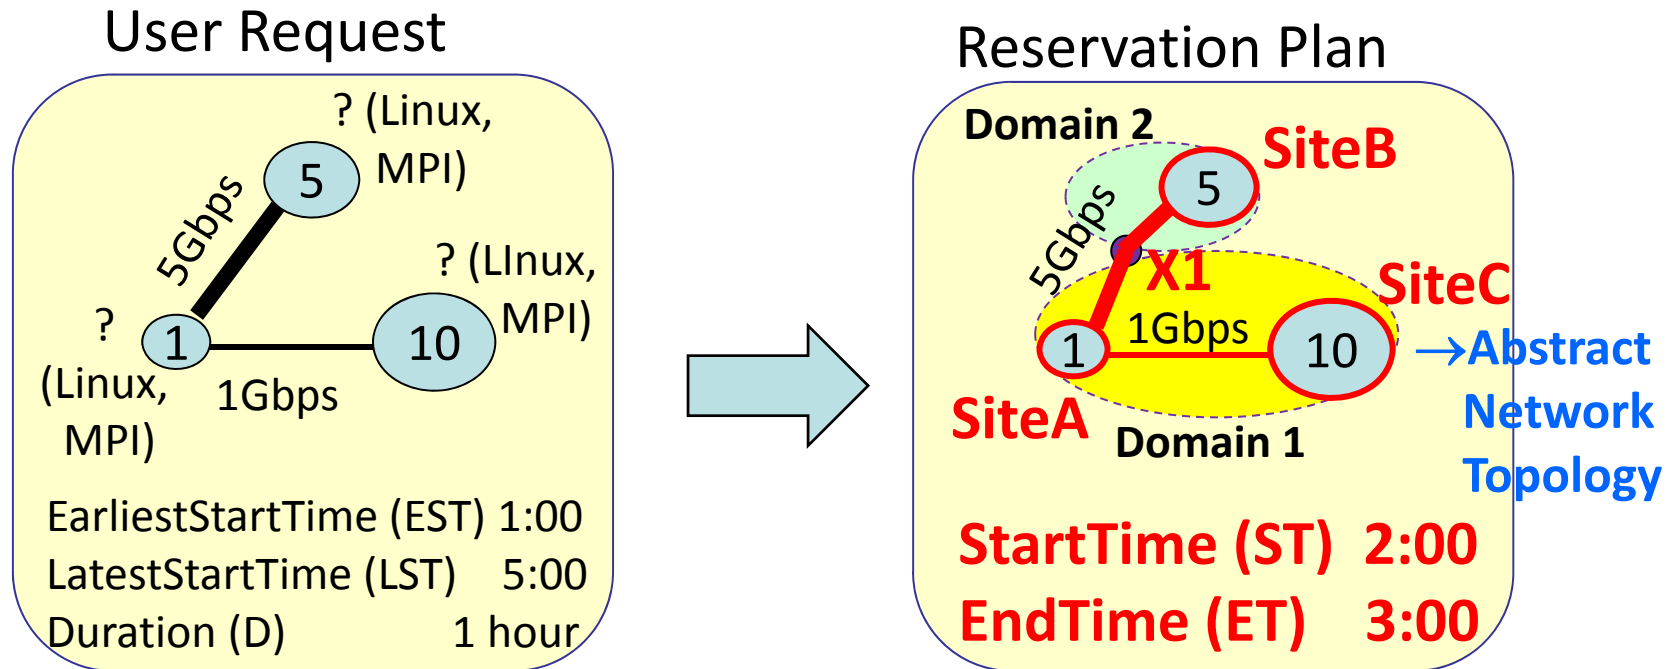 User Request
? (Linux,
MPI)
5
5Gbps
? (LInux,
MPI)
?
1
10
(Linux,
MPI)
1Gbps
EarliestStartTime (EST) 1:00
LatestStartTime (LST) 5:00
Duration (D) 1 hour
Reservation Plan
Domain 2
SiteB
5
5Gbps
X1
SiteC
1Gbps
1
10
→Abstract
Network
Topology
SiteA
Domain 1
StartTime (ST) 2:00
EndTime (ET) 3:00